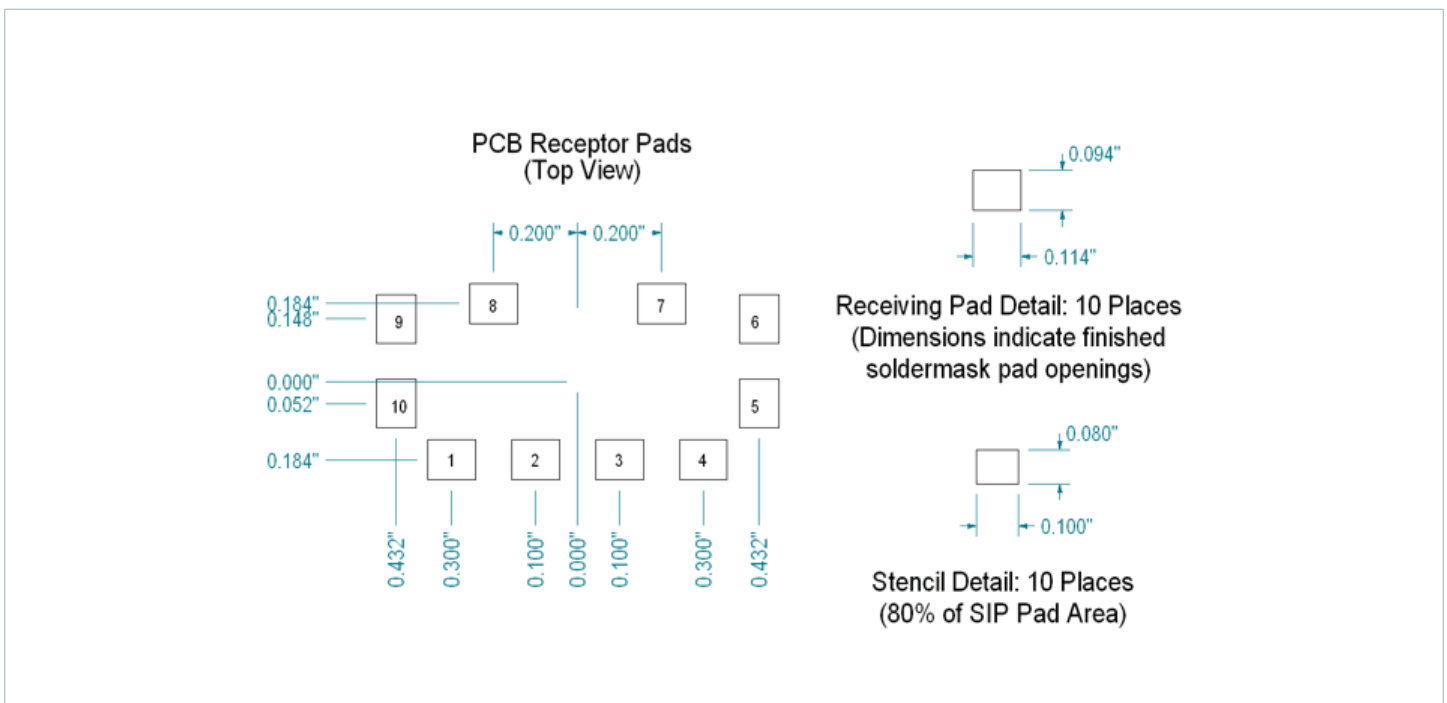 PCB Receptor Pads
(Top View)
0.200" 0.200"
0.184"
0.148"
8 7
9 6
0.000"
0.052"
10 5
0.184"
1 2 3 4
0.432" 0.300" 0.100" 0.000" 0.100" 0.300" 0.432"
0.094"
0.114"
Receiving Pad Detail: 10 Places
(Dimensions indicate finished
soldermask pad openings)
0.080"
0.100"
Stencil Detail: 10 Places
(80% of SIP Pad Area)